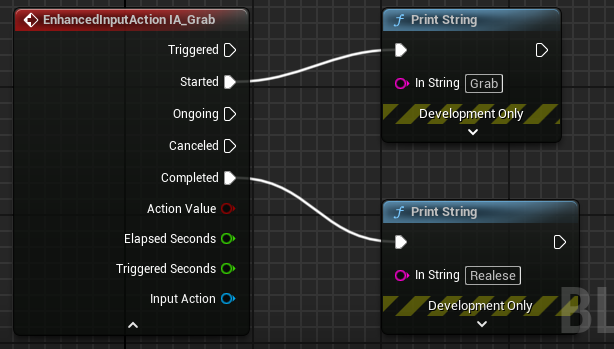 EnhancedInputAction IA_Grab
Triggered
Started
Ongoing
Canceled
Completed
Action Value
Elapsed Seconds
Triggered Seconds
Input Action
f Print String
In String Grab
Development Only
f Print String
In String Realese
Development Only
BL